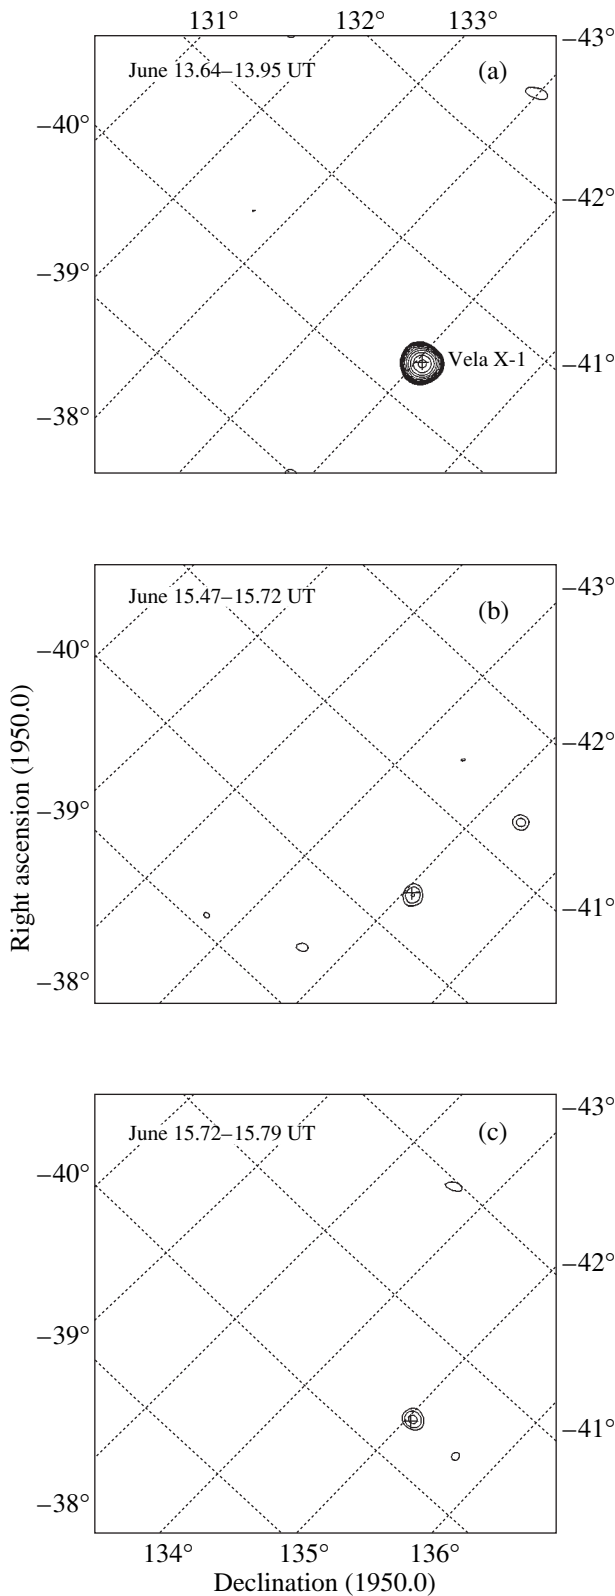 131° 132° 133°
−43°
June 13.64–13.95 UT (a)
−40°
−42°
−39°
Vela X-1
−41°
−38°
−43°
June 15.47–15.72 UT (b)
−40°
−42°
Right ascension (1950.0)
−39°
−41°
−38°
−43°
June 15.72–15.79 UT (c)
−40°
−42°
−39°
−41°
−38°
134° 135° 136°
Declination (1950.0)